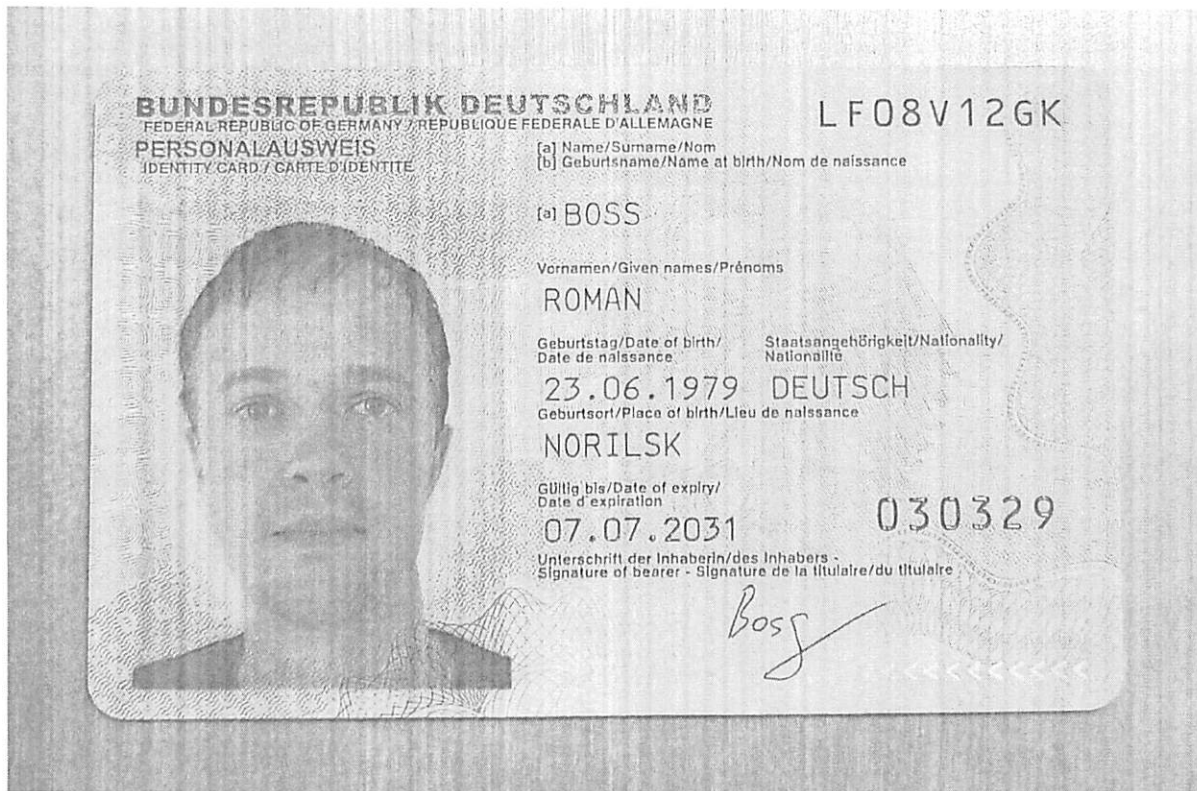 BUNDESREPUBLIK DEUTSCHLAND
FEDERAL REPUBLIC OF GERMANY / REPUBLIQUE FEDERALE D'ALLEMAGNE
PERSONALAUSWEIS
IDENTITY CARD / CARTE D'IDENTITE
LF08V12GK
[a] Name/Surname/Nom
[b] Geburtsname/Name at birth/Nom de naissance
[a] BOSS
Vornamen/Given names/Prénoms
ROMAN
Geburtstag/Date of birth/ Staatsangehörigkeit/Nationality/
Date de naissance Nationalité
23.06.1979 DEUTSCH
Geburtsort/Place of birth/Lieu de naissance
NORILSK
Gültig bis/Date of expiry/
Date d'expiration
07.07.2031 030329
Unterschrift der Inhaberin/des Inhabers -
Signature of bearer - Signature de la titulaire/du titulaire
Boss